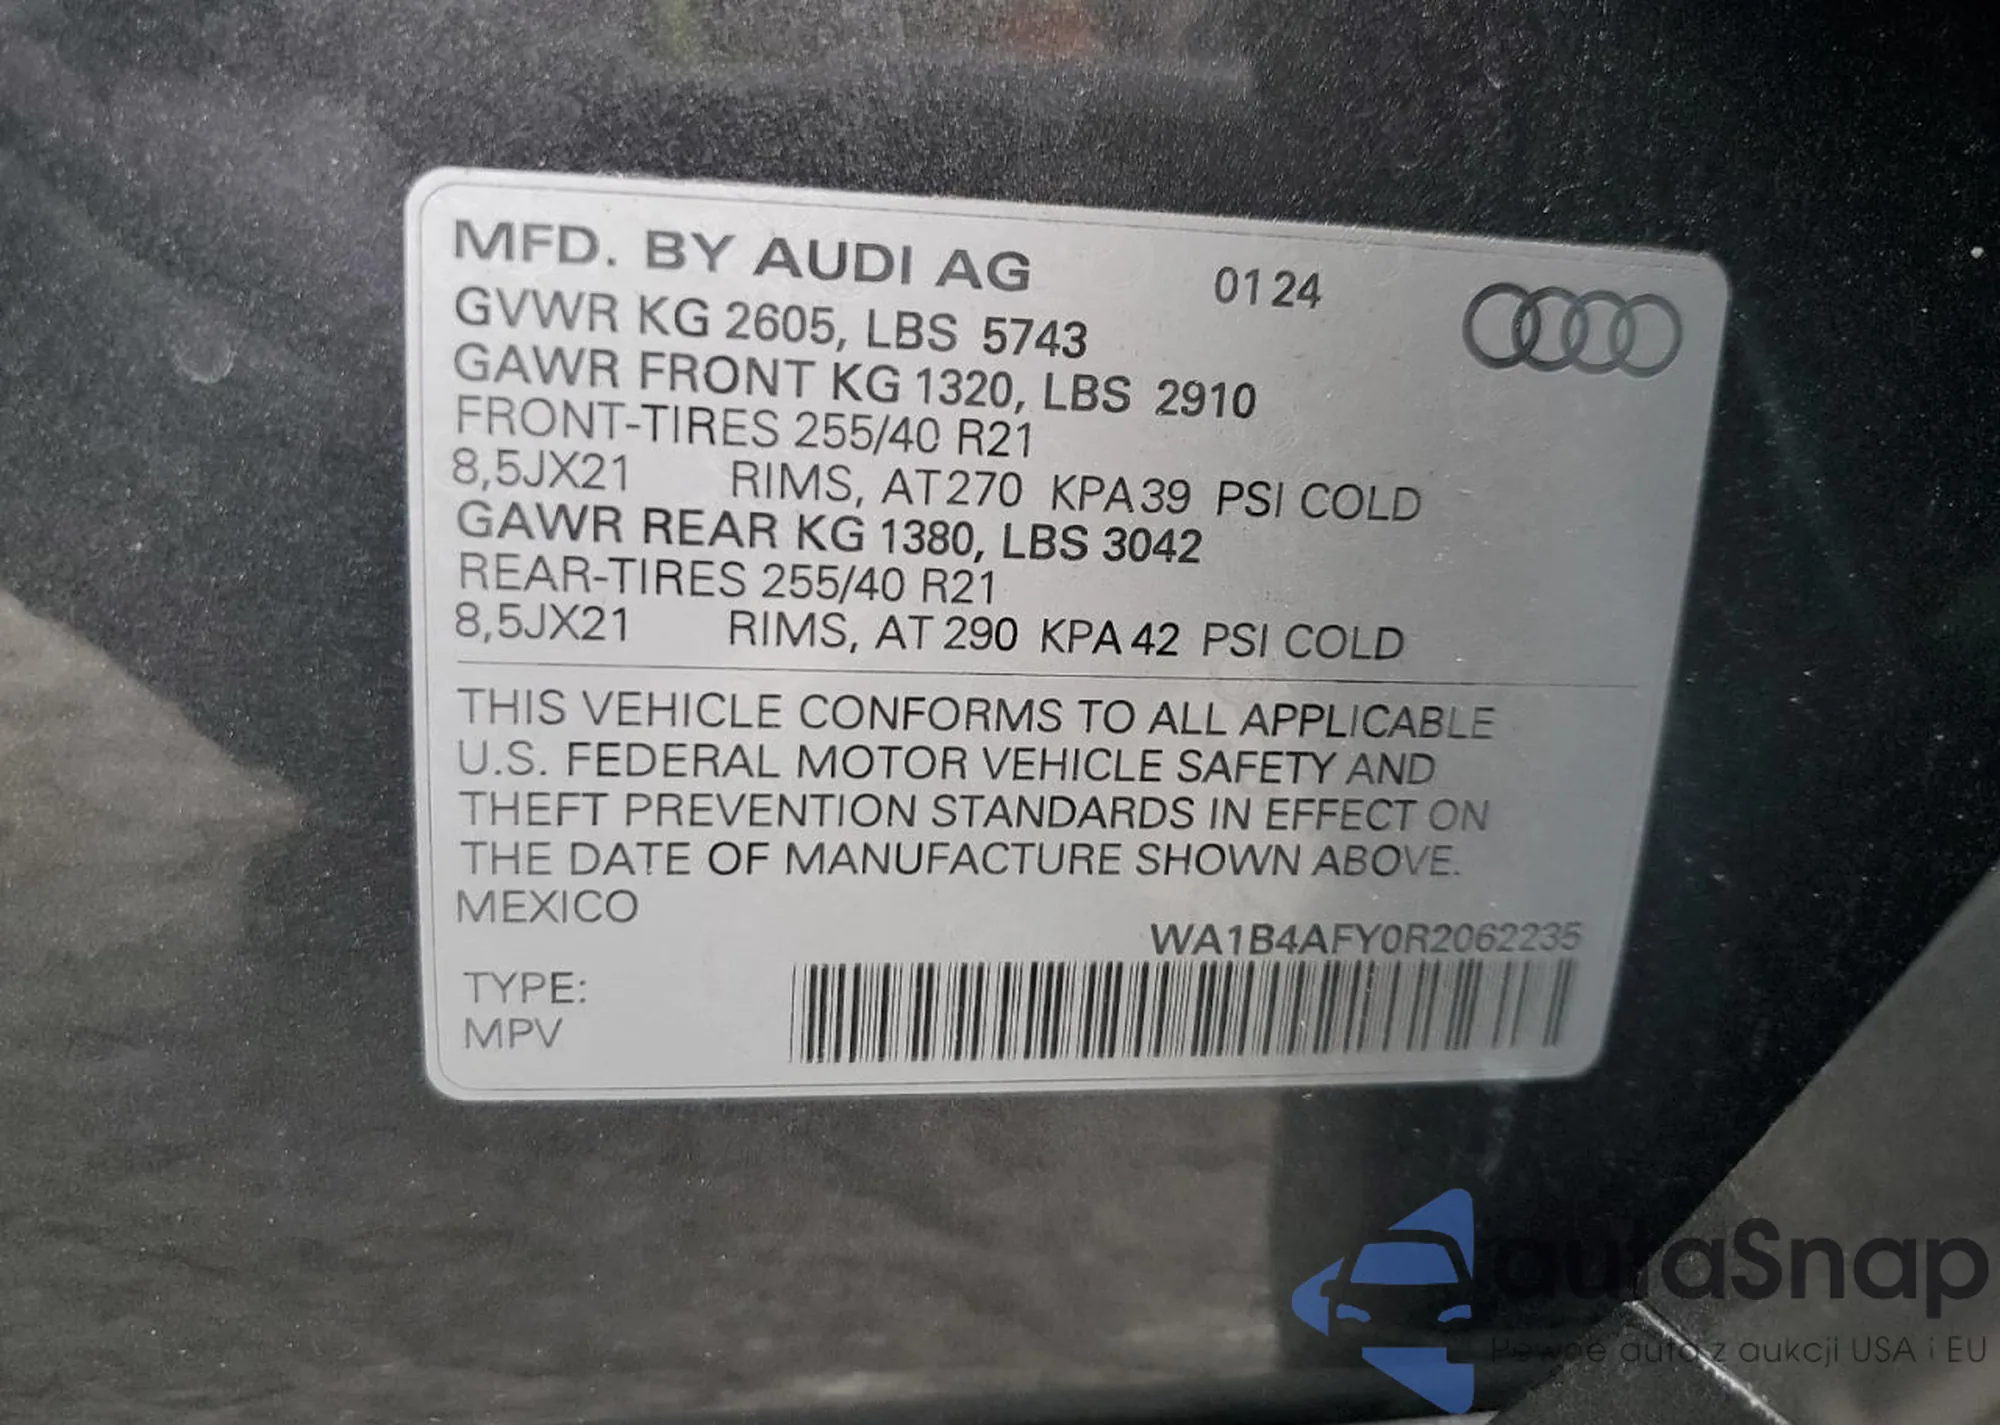 MFD. BY AUDI AG 01 24
GVWR KG 2605, LBS 5743
GAWR FRONT KG 1320, LBS 2910
FRONT-TIRES 255/40 R21
8,5JX21 RIMS, AT 270 KPA 39 PSI COLD
GAWR REAR KG 1380, LBS 3042
REAR-TIRES 255/40 R21
8,5JX21 RIMS, AT 290 KPA 42 PSI COLD
THIS VEHICLE CONFORMS TO ALL APPLICABLE
U.S. FEDERAL MOTOR VEHICLE SAFETY AND
THEFT PREVENTION STANDARDS IN EFFECT ON
THE DATE OF MANUFACTURE SHOWN ABOVE.
MEXICO
WA1B4AFY0R2062235
TYPE:
MPV
autaSnap
Pewne auta z aukcji USA i EU